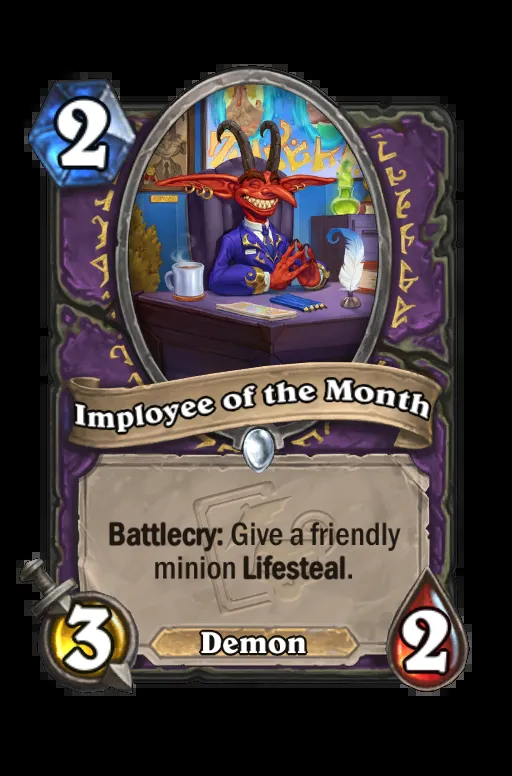 2
Imployee of the Month
Battlecry: Give a friendly
minion Lifesteal.
3
Demon
2